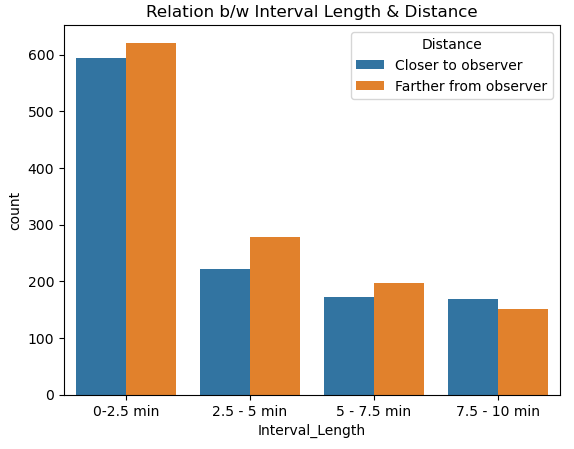 Relation b/w Interval Length & Distance
Distance
Closer to observer
Farther from observer
count
600
500
400
300
200
100
0
0-2.5 min
2.5 - 5 min
5 - 7.5 min
7.5 - 10 min
Interval_Length